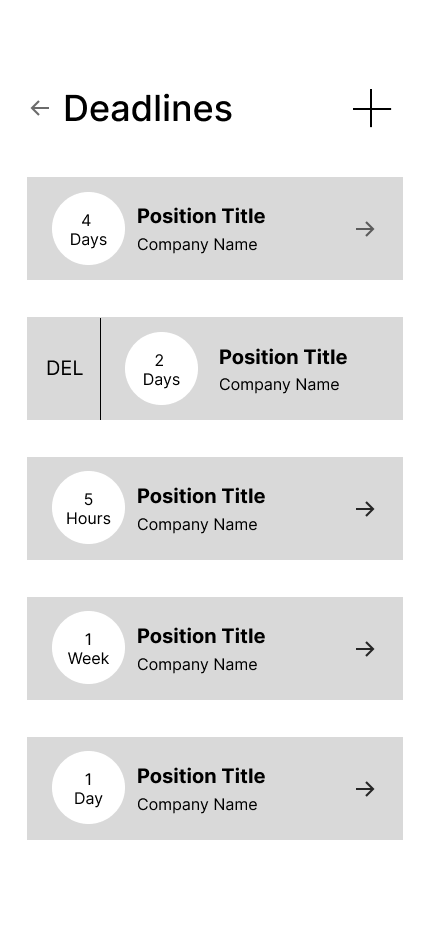 Deadlines
4
Days
Position Title
Company Name
DEL
2
Days
Position Title
Company Name
5
Hours
Position Title
Company Name
1
Week
Position Title
Company Name
1
Day
Position Title
Company Name